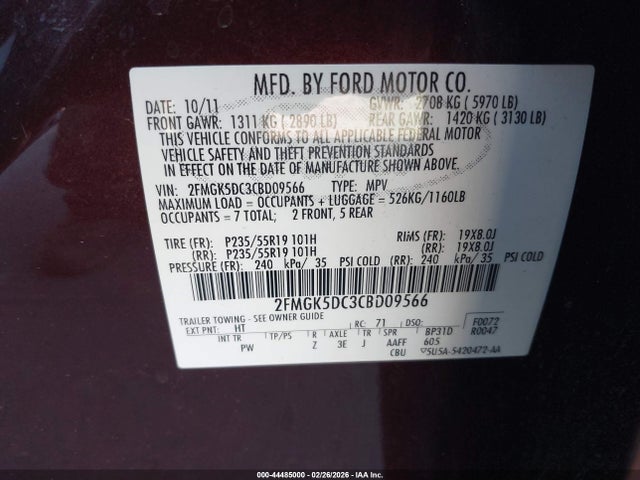 MFD. BY FORD MOTOR CO.
DATE: 10/11 GVWR: 2708 KG ( 5970 LB)
FRONT GAWR: 1311 KG ( 2890 LB) REAR GAWR: 1420 KG ( 3130 LB)
THIS VEHICLE CONFORMS TO ALL APPLICABLE FEDERAL MOTOR
VEHICLE SAFETY AND THEFT PREVENTION STANDARDS
IN EFFECT ON THE DATE OF MANUFACTURE SHOWN ABOVE.
VIN: 2FMGK5DC3CBD09566 TYPE: MPV
MAXIMUM LOAD = OCCUPANTS + LUGGAGE = 526KG/1160LB
OCCUPANTS = 7 TOTAL; 2 FRONT, 5 REAR
TIRE (FR): P235/55R19 101H RIMS (FR): 19X8.0J
(RR): P235/55R19 101H (RR): 19X8.0J
PRESSURE (FR): 240 kPa/ 35 PSI COLD (RR): 240 kPa/ 35 PSI COLD
2FMGK5DC3CBD09566
TRAILER TOWING - SEE OWNER GUIDE
EXT PNT: HT RC: 71 DSO: F0072
INT TR TP/PS R AXLE TR SPR BP31D R0047
PW Z 3E J AAFF 605
CBU 5U5A-5420472-AA
000-44485000 - 02/26/2026 - IAA Inc.